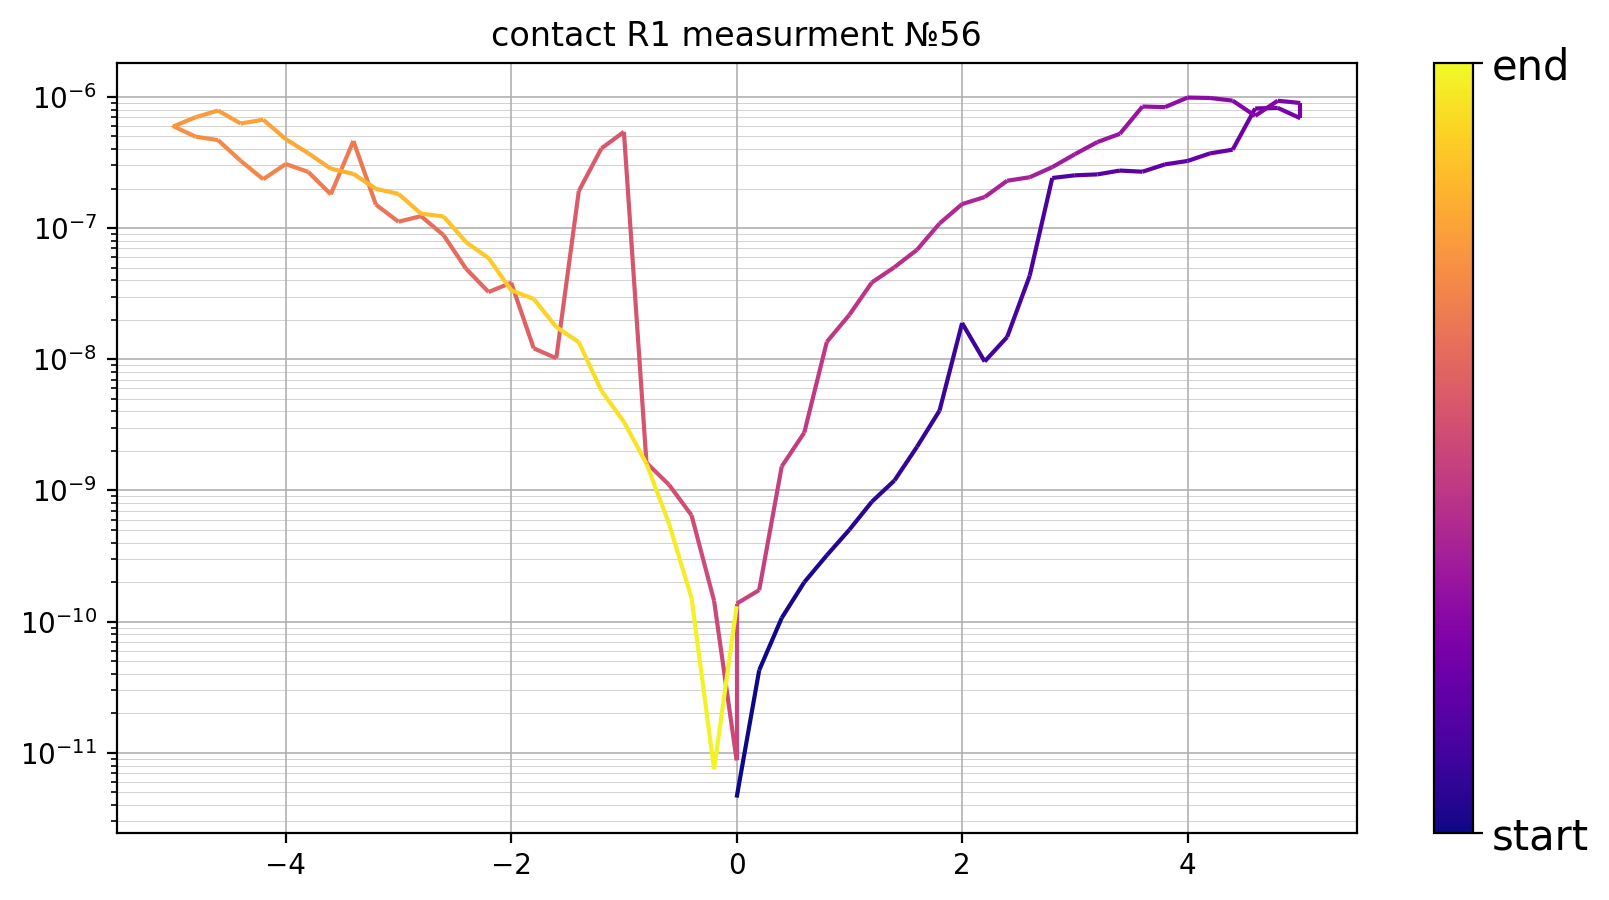 contact R1 measurment №56
10⁻⁶
10⁻⁷
10⁻⁸
10⁻⁹
10⁻¹⁰
10⁻¹¹
−4 −2 0 2 4
end
start